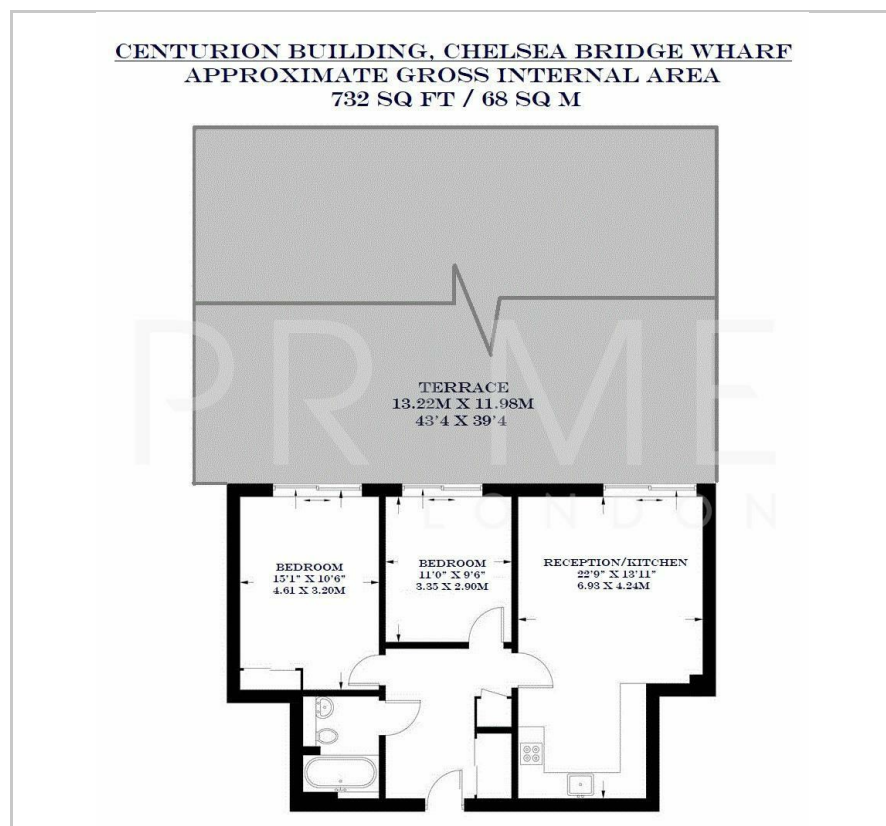 CENTURION BUILDING, CHELSEA BRIDGE WHARF
APPROXIMATE GROSS INTERNAL AREA
732 SQ FT / 68 SQ M
PRIME
LONDON
TERRACE
13.22M X 11.98M
43'4 X 39'4
BEDROOM
15'1" X 10'6"
4.61 X 3.20M
BEDROOM
11'0" X 9'6"
3.35 X 2.90M
RECEPTION/KITCHEN
22'9" X 13'11"
6.93 X 4.24M